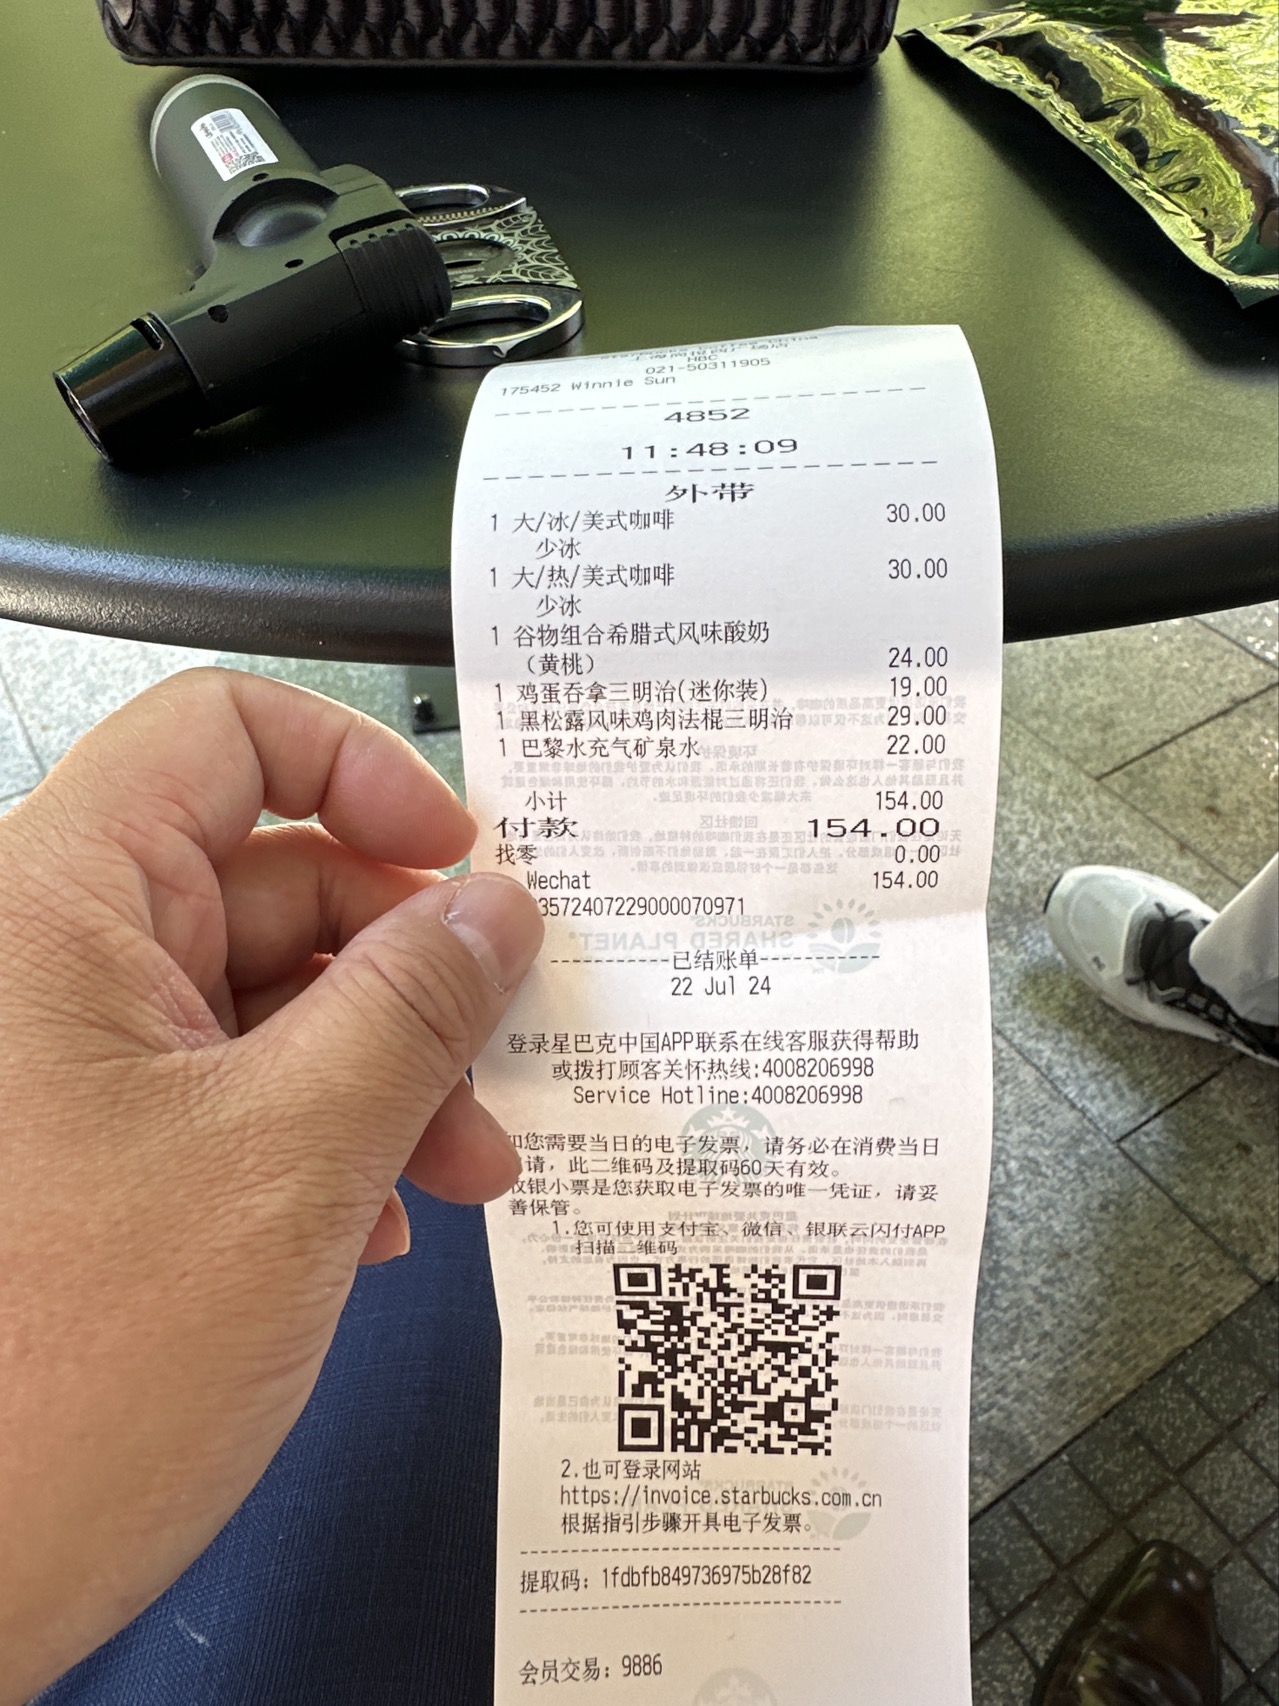 HBC
021-50311905
175452 Winnie Sun
4852
11:48:09
外带
1 大/冰/美式咖啡 30.00
少冰
1 大/热/美式咖啡 30.00
少冰
1 谷物组合希腊式风味酸奶
(黄桃) 24.00
1 鸡蛋吞拿三明治(迷你装) 19.00
1 黑松露风味鸡肉法棍三明治 29.00
1 巴黎水充气矿泉水 22.00
小计 154.00
付款 154.00
找零 0.00
Wechat 154.00
3572407229000070971
-----------已结账单-----------
22 Jul 24
登录星巴克中国APP联系在线客服获得帮助
或拨打顾客关怀热线:4008206998
Service Hotline:4008206998
如您需要当日的电子发票，请务必在消费当日
请，此二维码及提取码60天有效。
收银小票是您获取电子发票的唯一凭证，请妥
善保管。
1.您可使用支付宝、微信、银联云闪付APP
扫描二维码
2.也可登录网站
https://invoice.starbucks.com.cn
根据指引步骤开具电子发票。
提取码: 1fdbfb849736975b28f82
会员交易: 9886